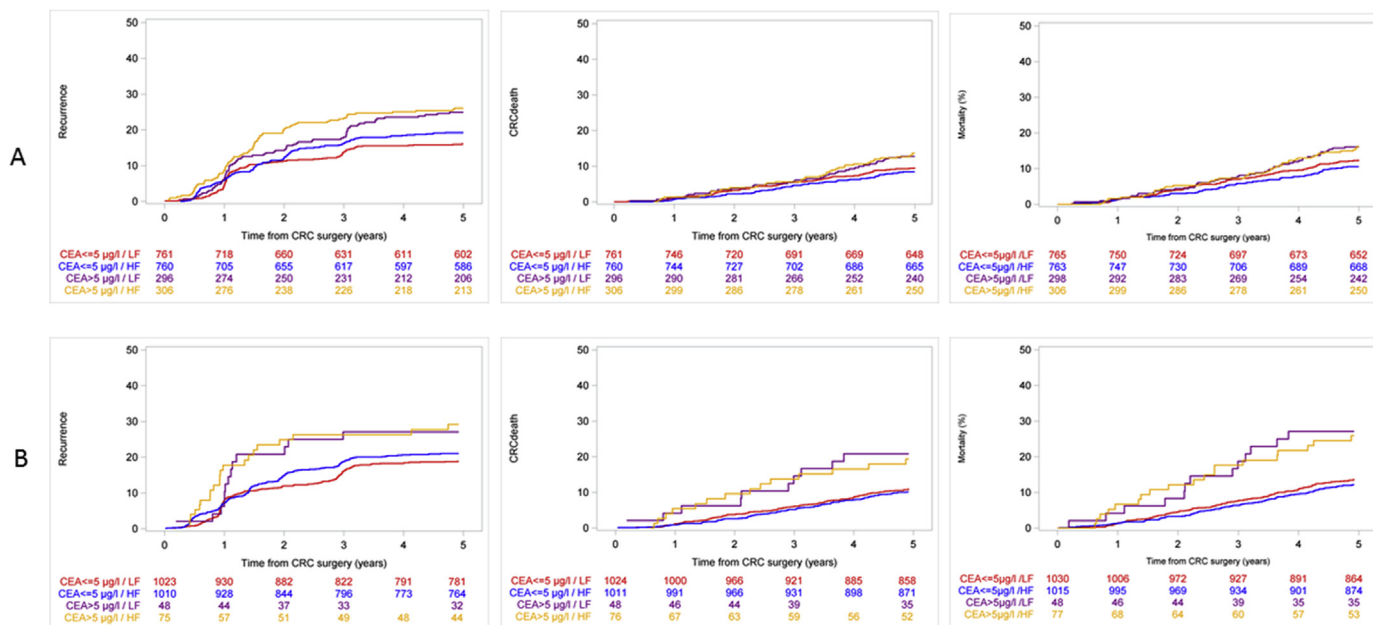 A
50
40
30
20
10
0
Recurrence
0 1 2 3 4 5
Time from CRC surgery (years)
CEA<=5 µg/l / LF 761 718 660 631 611 602
CEA<=5 µg/l / HF 760 705 655 617 597 586
CEA>5 µg/l / LF 296 274 250 231 212 206
CEA>5 µg/l / HF 306 276 238 226 218 213
50
40
30
20
10
0
CRCdeath
0 1 2 3 4 5
Time from CRC surgery (years)
CEA<=5 µg/l / LF 761 746 720 691 669 648
CEA<=5 µg/l / HF 760 744 727 702 686 665
CEA>5 µg/l / LF 296 290 281 266 252 240
CEA>5 µg/l / HF 306 299 286 278 261 250
50
40
30
20
10
0
Mortality (%)
0 1 2 3 4 5
Time from CRC surgery (years)
CEA<=5 µg/l / LF 765 750 724 697 673 652
CEA<=5 µg/l /HF 763 747 730 706 689 668
CEA>5µg/l /LF 298 292 283 269 254 242
CEA>5µg/l /HF 306 299 286 278 261 250
B
50
40
30
20
10
0
Recurrence
0 1 2 3 4 5
Time from CRC surgery (years)
CEA<=5 µg/l / LF 1023 930 882 822 791 781
CEA<=5 µg/l / HF 1010 928 844 796 773 764
CEA>5 µg/l / LF 48 44 37 33 32
CEA>5 µg/l / HF 75 57 51 49 48 44
50
40
30
20
10
0
CRCdeath
0 1 2 3 4 5
Time from CRC surgery (years)
CEA<=5 µg/l / LF 1024 1000 966 921 885 858
CEA<=5 µg/l / HF 1011 991 966 931 898 871
CEA>5 µg/l / LF 48 46 44 39 35
CEA>5 µg/l / HF 76 67 63 59 56 52
50
40
30
20
10
0
Mortality (%)
0 1 2 3 4 5
Time from CRC surgery (years)
CEA<=5 µg/l /LF 1030 1006 972 927 891 864
CEA<=5 µg/l /HF 1015 995 969 934 901 874
CEA>5µg/l /LF 48 46 44 39 35 35
CEA>5µg/l /HF 77 68 64 60 57 53